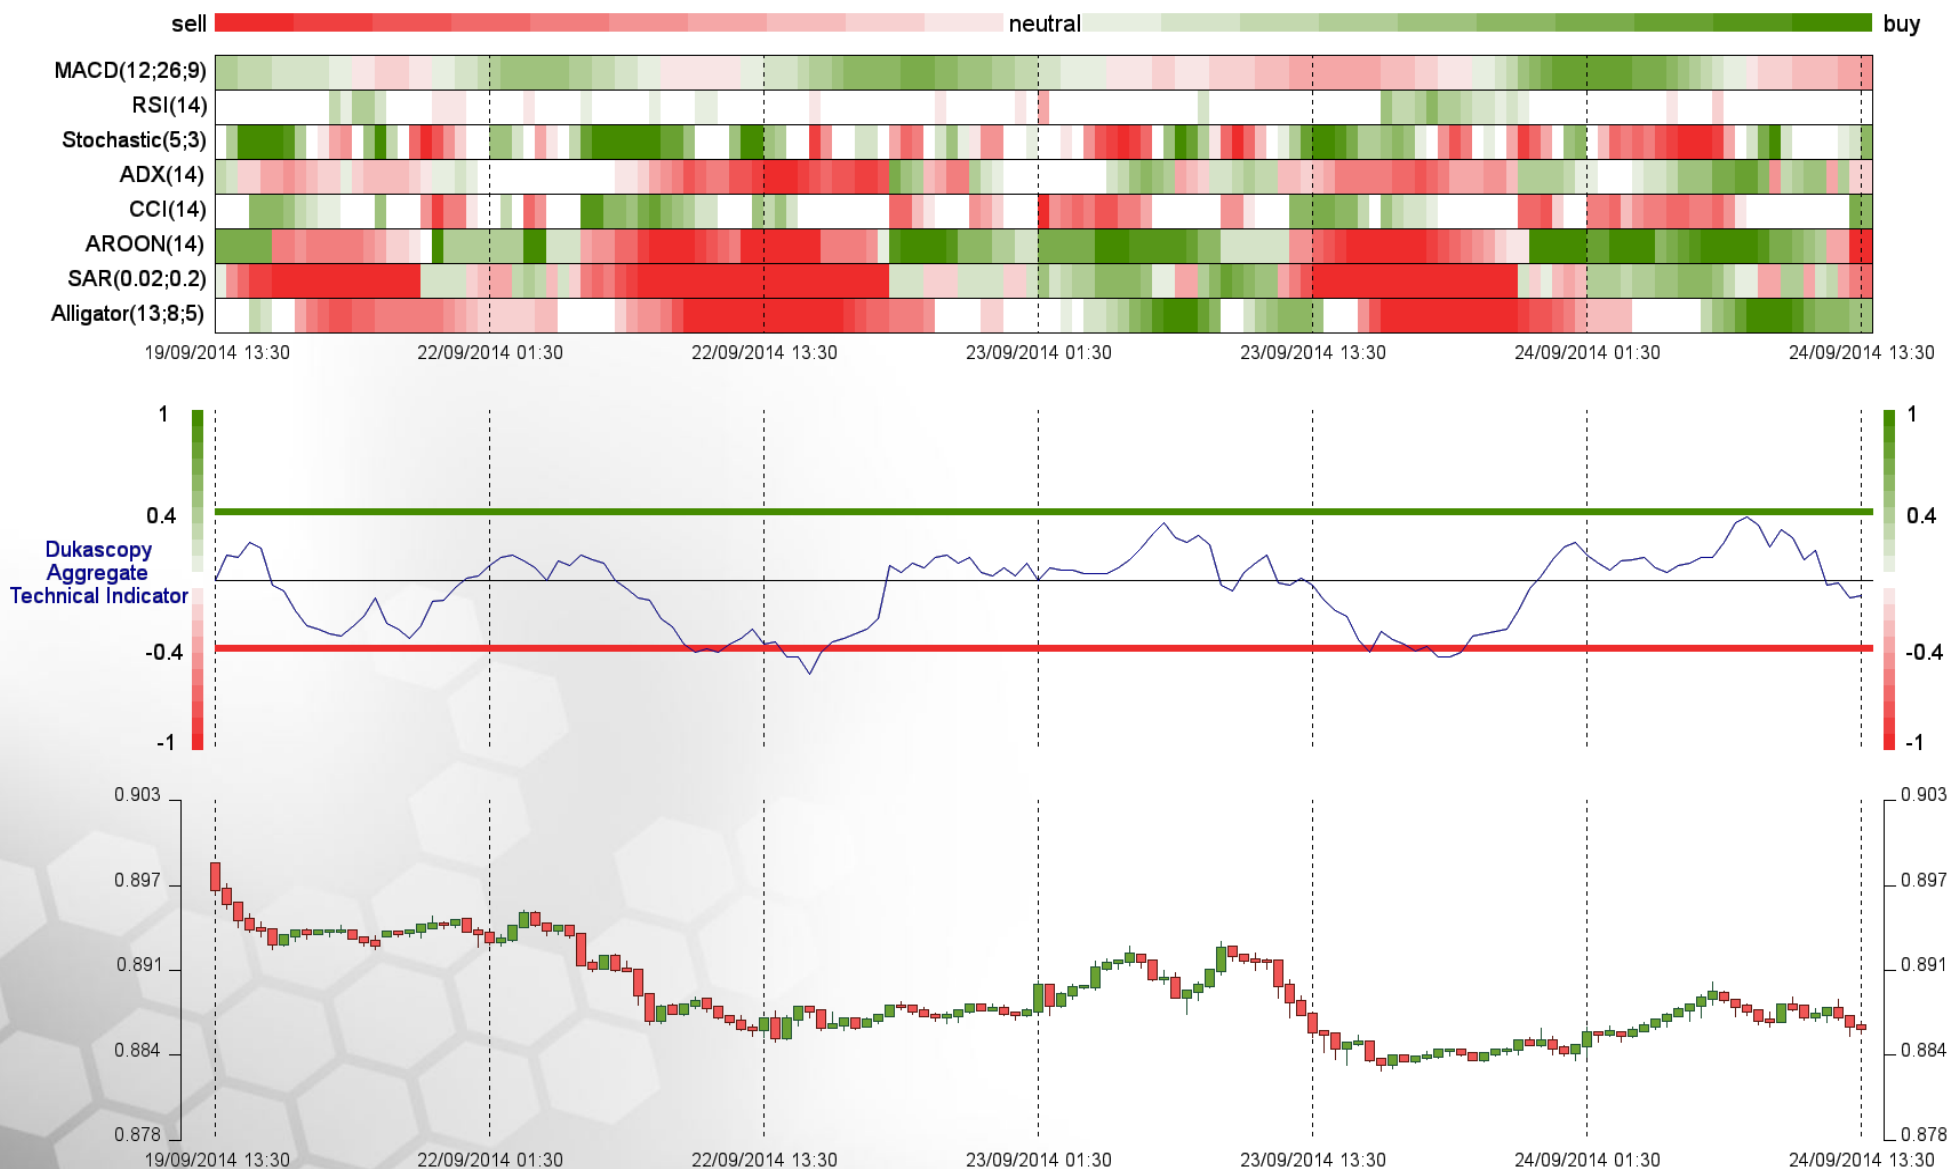 sell neutral buy
MACD(12;26;9)
RSI(14)
Stochastic(5;3)
ADX(14)
CCI(14)
AROON(14)
SAR(0.02;0.2)
Alligator(13;8;5)
19/09/2014 13:30 22/09/2014 01:30 22/09/2014 13:30 23/09/2014 01:30 23/09/2014 13:30 24/09/2014 01:30 24/09/2014 13:30
1 1
0.4 0.4
Dukascopy
Aggregate
Technical Indicator
-0.4 -0.4
-1 -1
0.903 0.903
0.897 0.897
0.891 0.891
0.884 0.884
0.878 0.878
19/09/2014 13:30 22/09/2014 01:30 22/09/2014 13:30 23/09/2014 01:30 23/09/2014 13:30 24/09/2014 01:30 24/09/2014 13:30